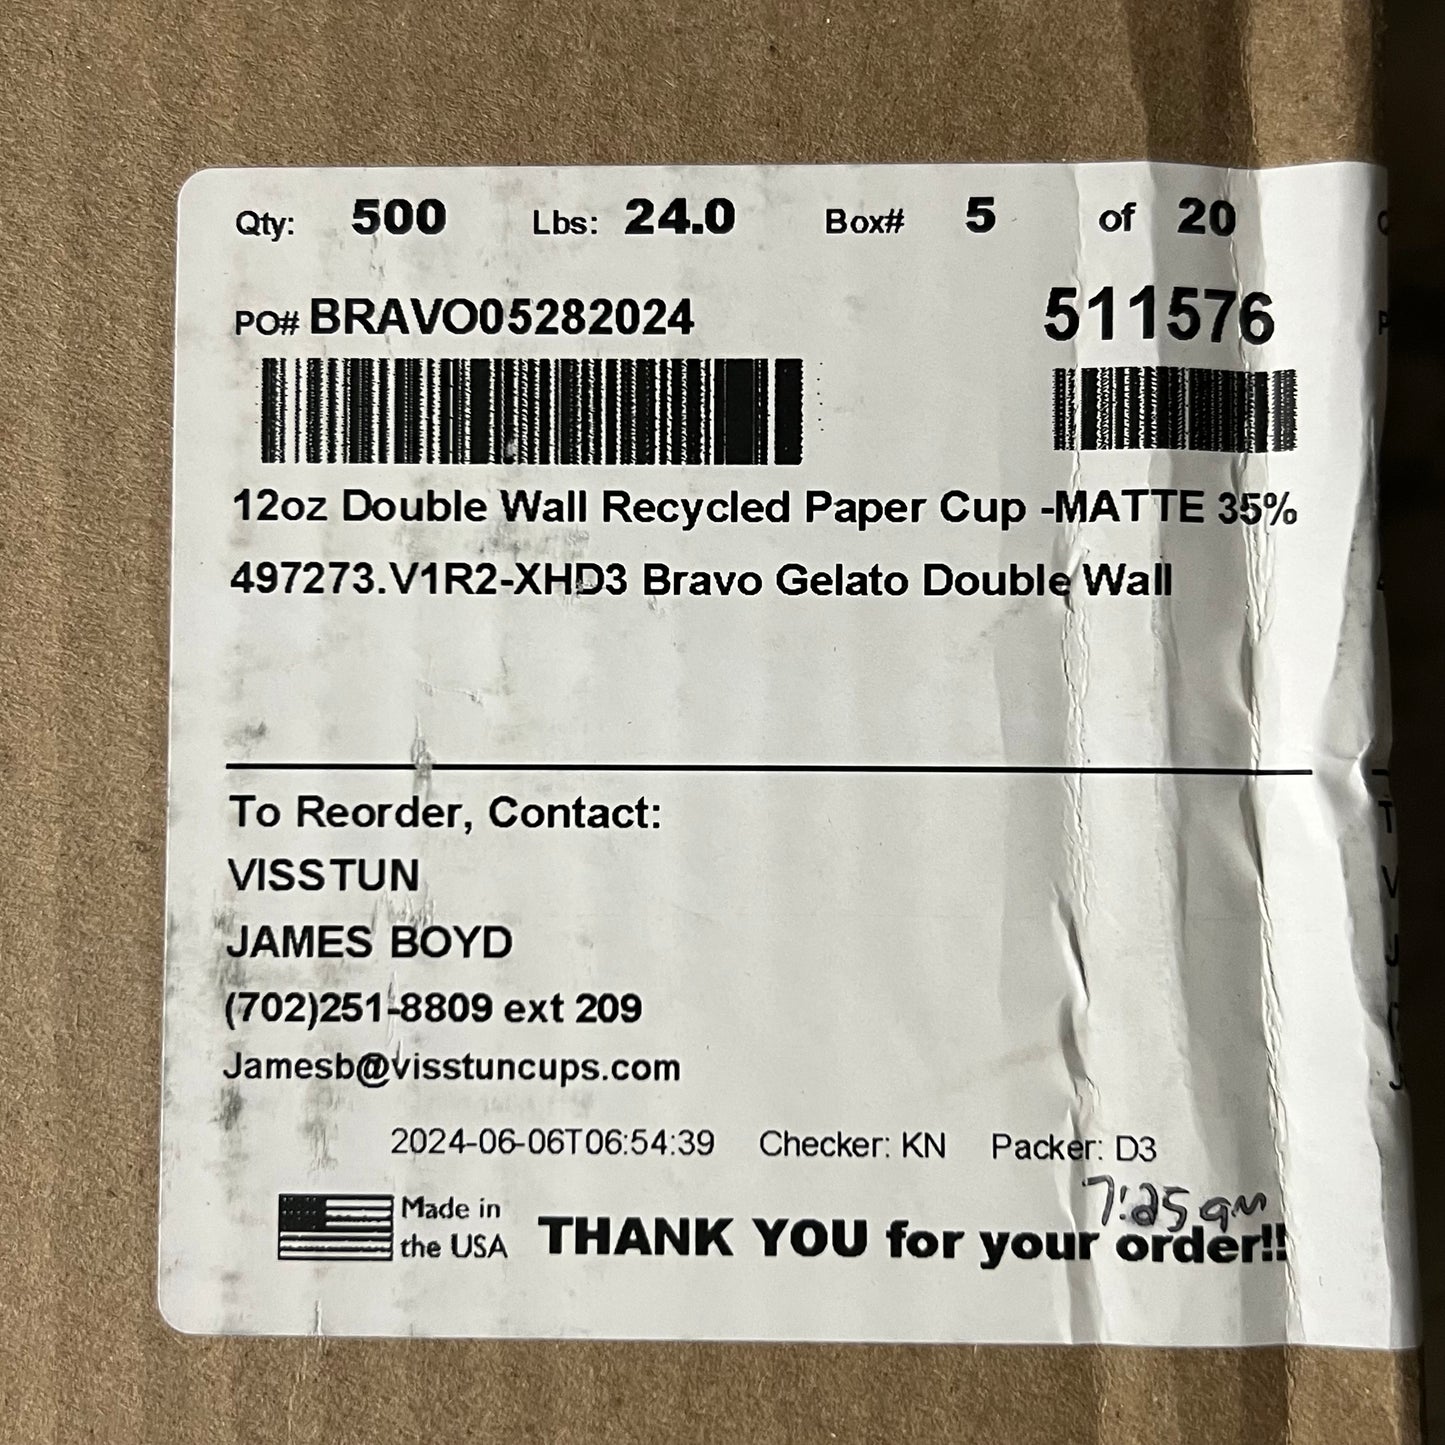 Qty: 500 Lbs: 24.0 Box# 5 of 20
PO# BRAVO05282024 511576
12oz Double Wall Recycled Paper Cup -MATTE 35%
497273.V1R2-XHD3 Bravo Gelato Double Wall
To Reorder, Contact:
VISSTUN
JAMES BOYD
(702)251-8809 ext 209
Jamesb@visstuncups.com
2024-06-06T06:54:39 Checker: KN Packer: D3
7:25 am
Made in
the USA
THANK YOU for your order!!